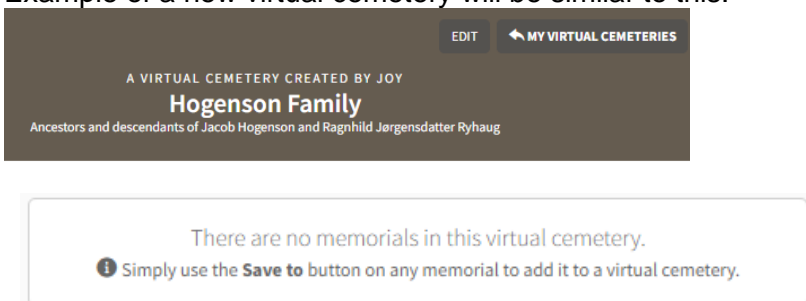 Example of a new virtual cemetery will be similar to this:
EDIT MY VIRTUAL CEMETERIES
A VIRTUAL CEMETERY CREATED BY JOY
Hogenson Family
Ancestors and descendants of Jacob Hogenson and Ragnhild Jørgensdatter Ryhaug
There are no memorials in this virtual cemetery.
Simply use the Save to button on any memorial to add it to a virtual cemetery.